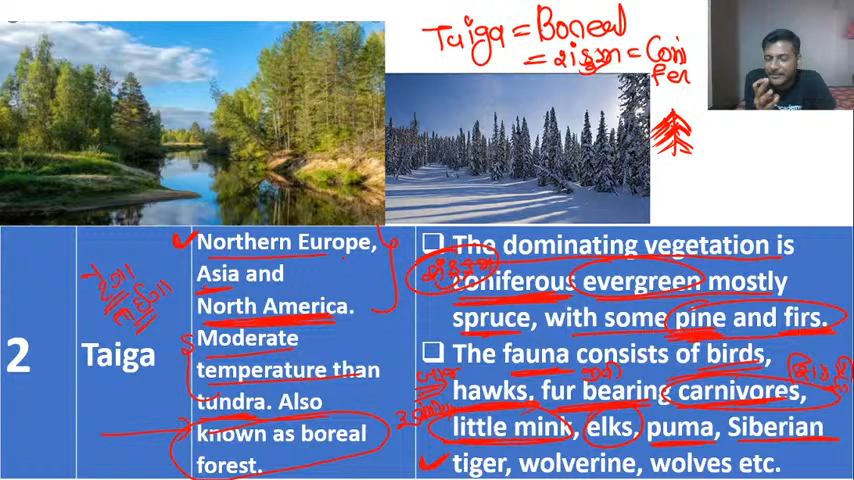 Taiga = Boreal
= શંકુદ્રુમ = Coni
fer
2
Taiga
Northern Europe,
Asia and
North America.
Moderate
temperature than
tundra. Also
known as boreal
forest.
❑ The dominating vegetation is
coniferous evergreen mostly
spruce, with some pine and firs.
❑ The fauna consists of birds,
hawks, fur bearing carnivores,
little mink, elks, puma, Siberian
tiger, wolverine, wolves etc.